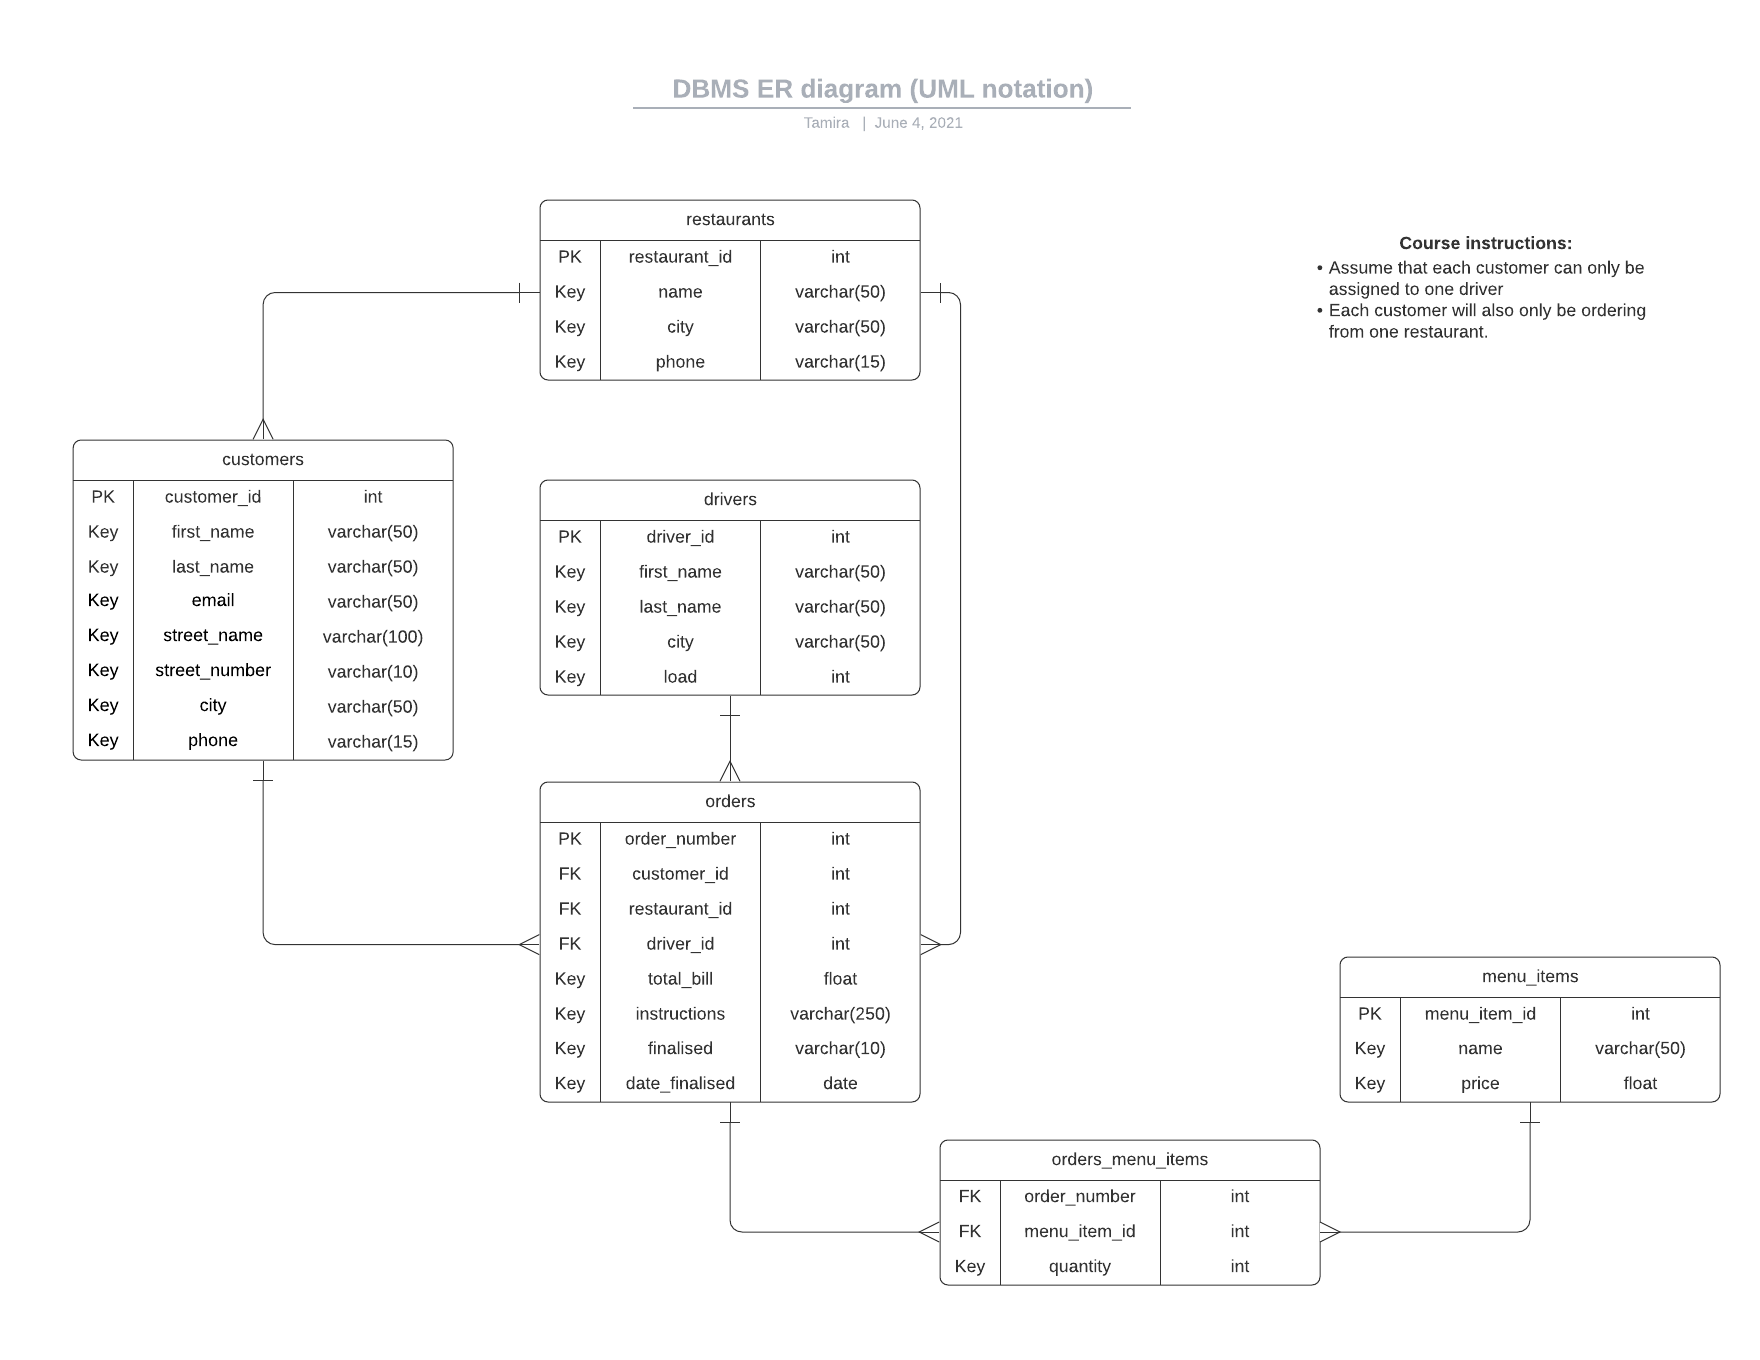 DBMS ER diagram (UML notation)
Tamira | June 4, 2021
restaurants
PK restaurant_id int
Key name varchar(50)
Key city varchar(50)
Key phone varchar(15)
Course instructions:
• Assume that each customer can only be
assigned to one driver
• Each customer will also only be ordering
from one restaurant.
customers
PK customer_id int
Key first_name varchar(50)
Key last_name varchar(50)
Key email varchar(50)
Key street_name varchar(100)
Key street_number varchar(10)
Key city varchar(50)
Key phone varchar(15)
drivers
PK driver_id int
Key first_name varchar(50)
Key last_name varchar(50)
Key city varchar(50)
Key load int
orders
PK order_number int
FK customer_id int
FK restaurant_id int
FK driver_id int
Key total_bill float
Key instructions varchar(250)
Key finalised varchar(10)
Key date_finalised date
menu_items
PK menu_item_id int
Key name varchar(50)
Key price float
orders_menu_items
FK order_number int
FK menu_item_id int
Key quantity int